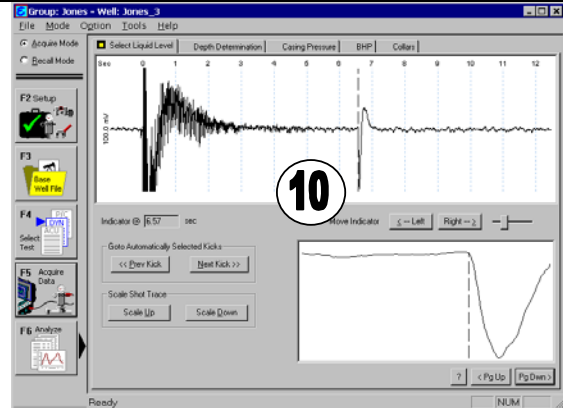 Group: Jones - Well: Jones_3
File Mode Option Tools Help
Acquire Mode
Recall Mode
F2 Setup
F3
Base
Well File
F4
Select
Test
F5 Acquire
Data
F6 Analyze
Select Liquid Level Depth Determination Casing Pressure BHP Collars
Sec 0 1 2 3 4 5 6 7 8 9 10 11 12
100.0 mV
10
Indicator @ 6.57 sec
Move Indicator <-- Left Right -->
Goto Automatically Selected Kicks
<< Prev Kick Next Kick >>
Scale Shot Trace
Scale Up Scale Down
? < Pg Up Pg Dwn >
Ready NUM